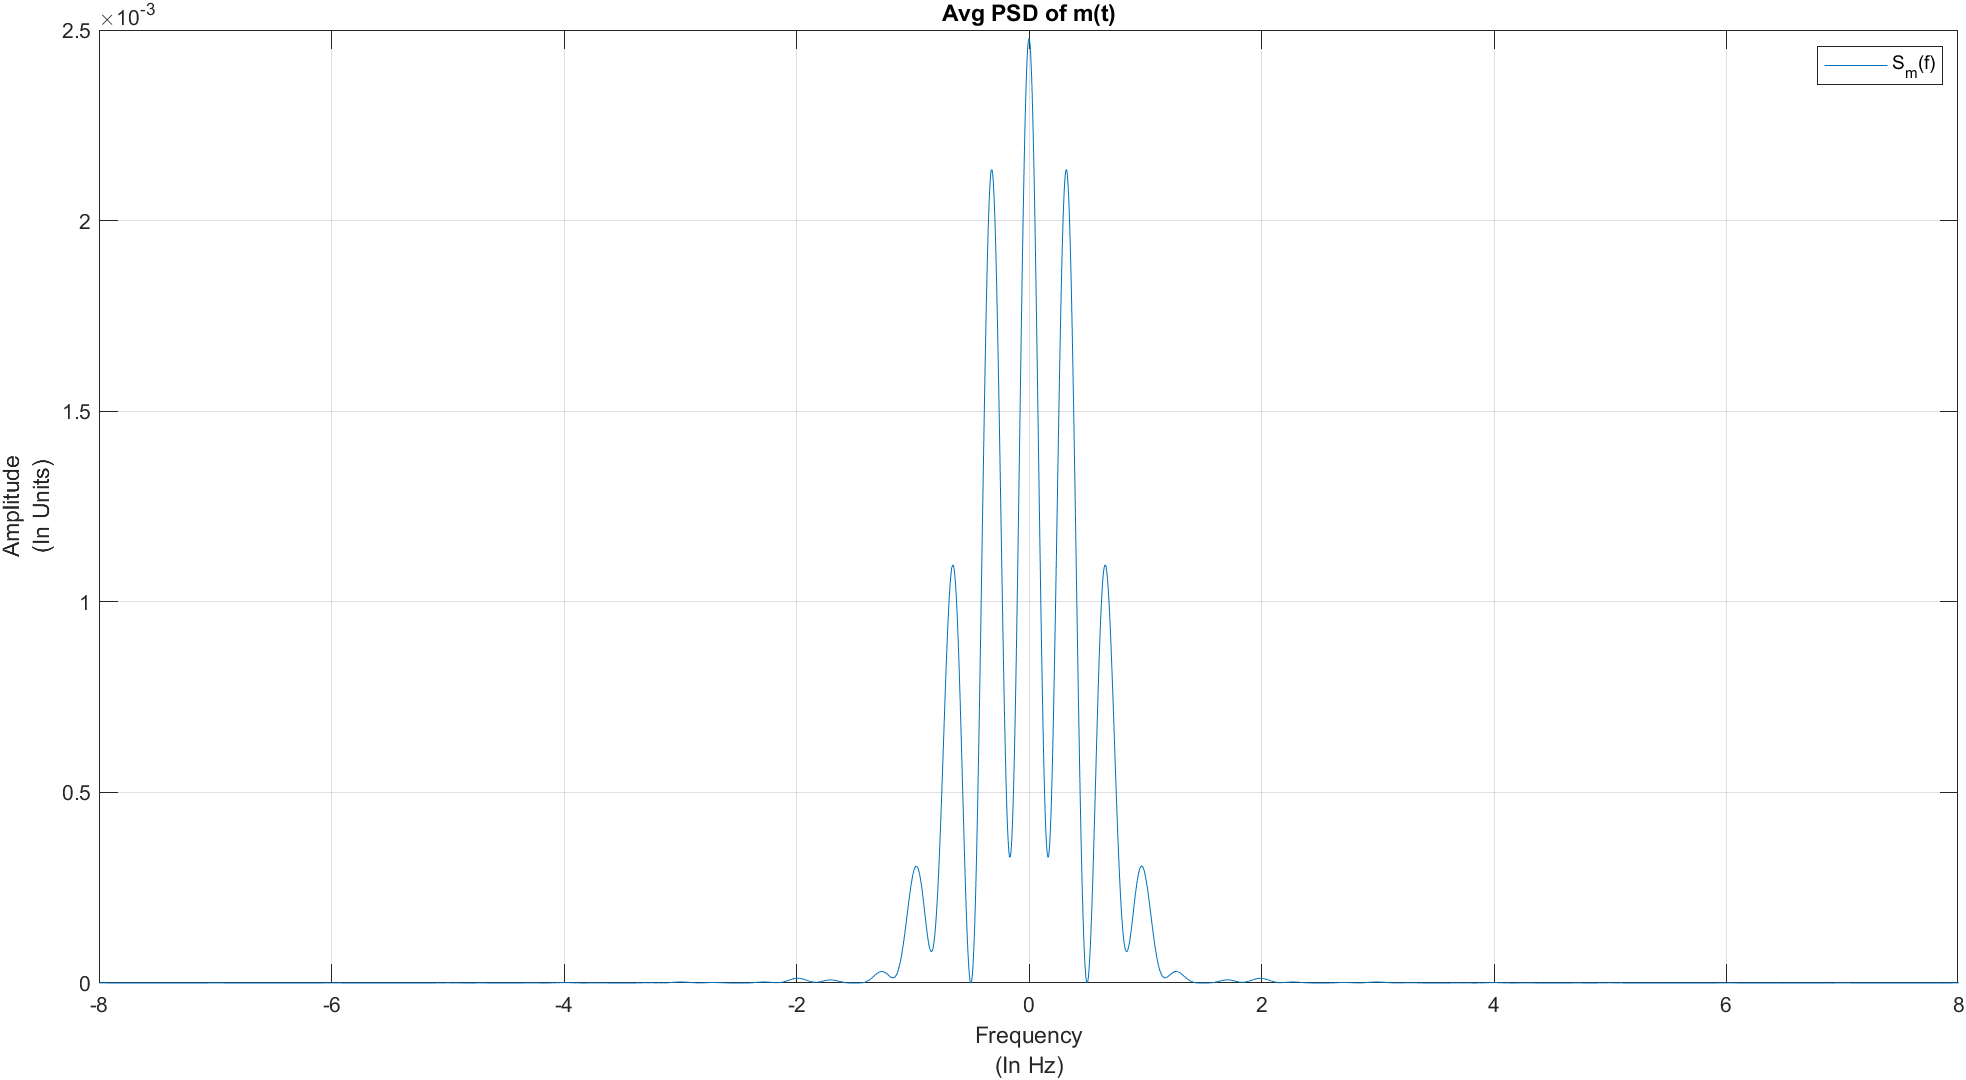 Avg PSD of m(t)
×10-3
S_m(f)
2.5
2
1.5
1
0.5
0
Amplitude
(In Units)
-8 -6 -4 -2 0 2 4 6 8
Frequency
(In Hz)